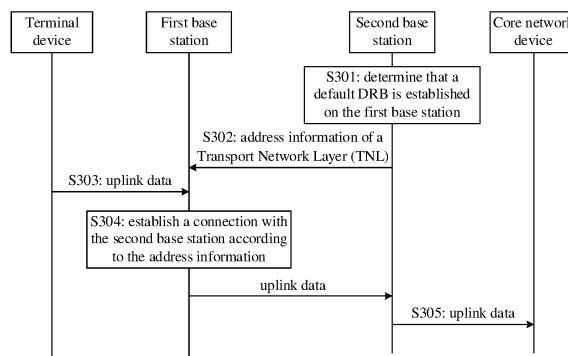 Terminal device
First base station
Second base station
Core network device
S301: determine that a
default DRB is established
on the first base station
S302: address information of a
Transport Network Layer (TNL)
S303: uplink data
S304: establish a connection with
the second base station according
to the address information
uplink data
S305: uplink data